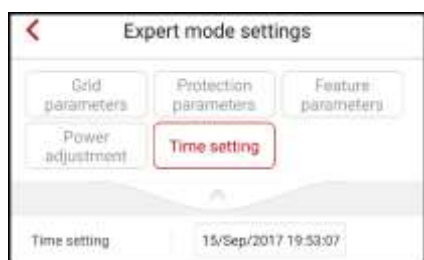 Expert mode settings
Grid
parameters
Protection
parameters
Feature
parameters
Power
adjustment
Time setting
Time setting
15/Sep/2017 19:53:07